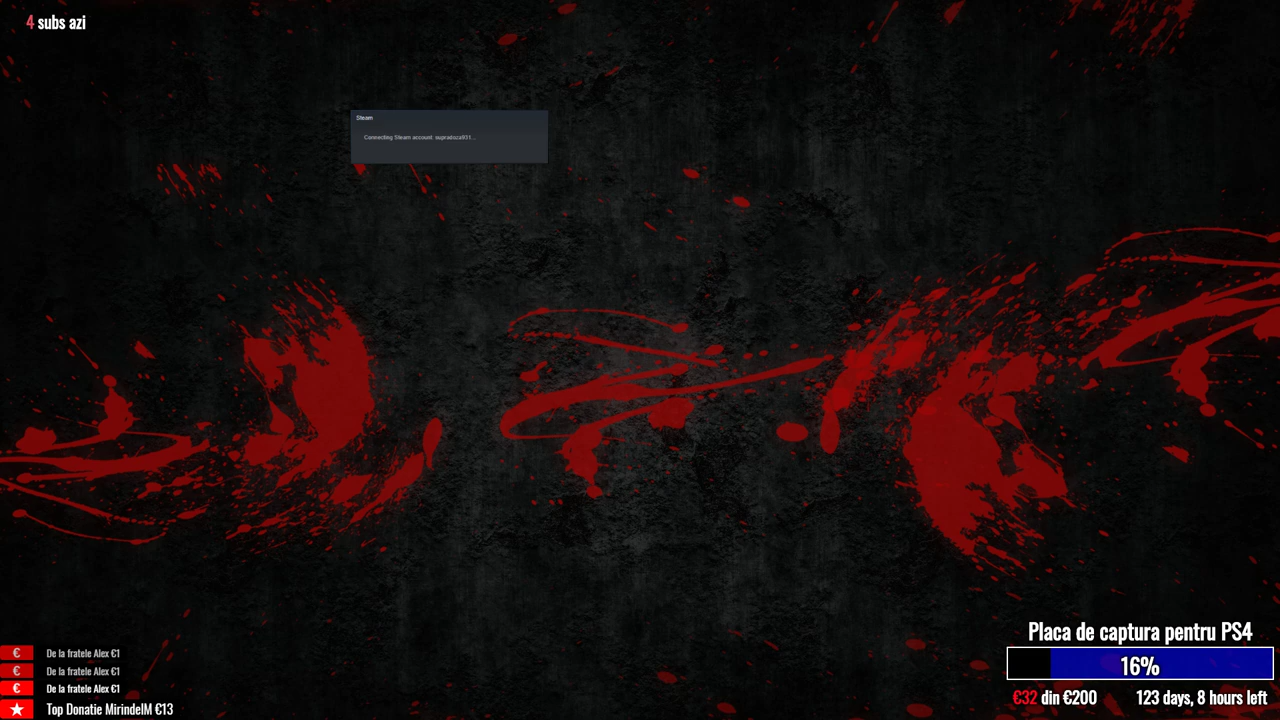 4 subs azi
Steam
Connecting Steam account: supradoza931...
Placa de captura pentru PS4
16%
€32 din €200 123 days, 8 hours left
€ De la fratele Alex €1
€ De la fratele Alex €1
€ De la fratele Alex €1
Top Donatie MirindelM €13